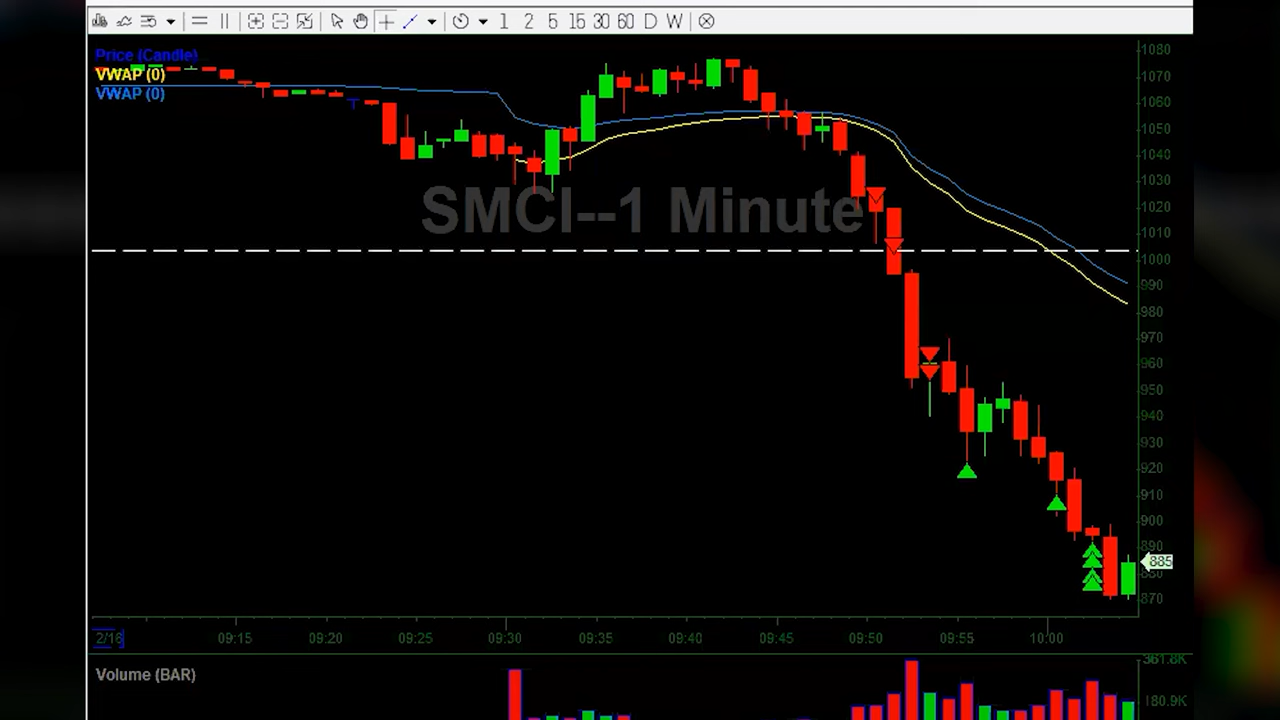 1 2 5 15 30 60 D W
Price (Candle)
VWAP (0)
VWAP (0)
SMCI--1 Minute
1080
1070
1060
1050
1040
1030
1020
1010
1000
990
980
970
960
950
940
930
920
910
900
890
885
870
2/16 09:15 09:20 09:25 09:30 09:35 09:40 09:45 09:50 09:55 10:00
Volume (BAR)
361.8K
180.9K